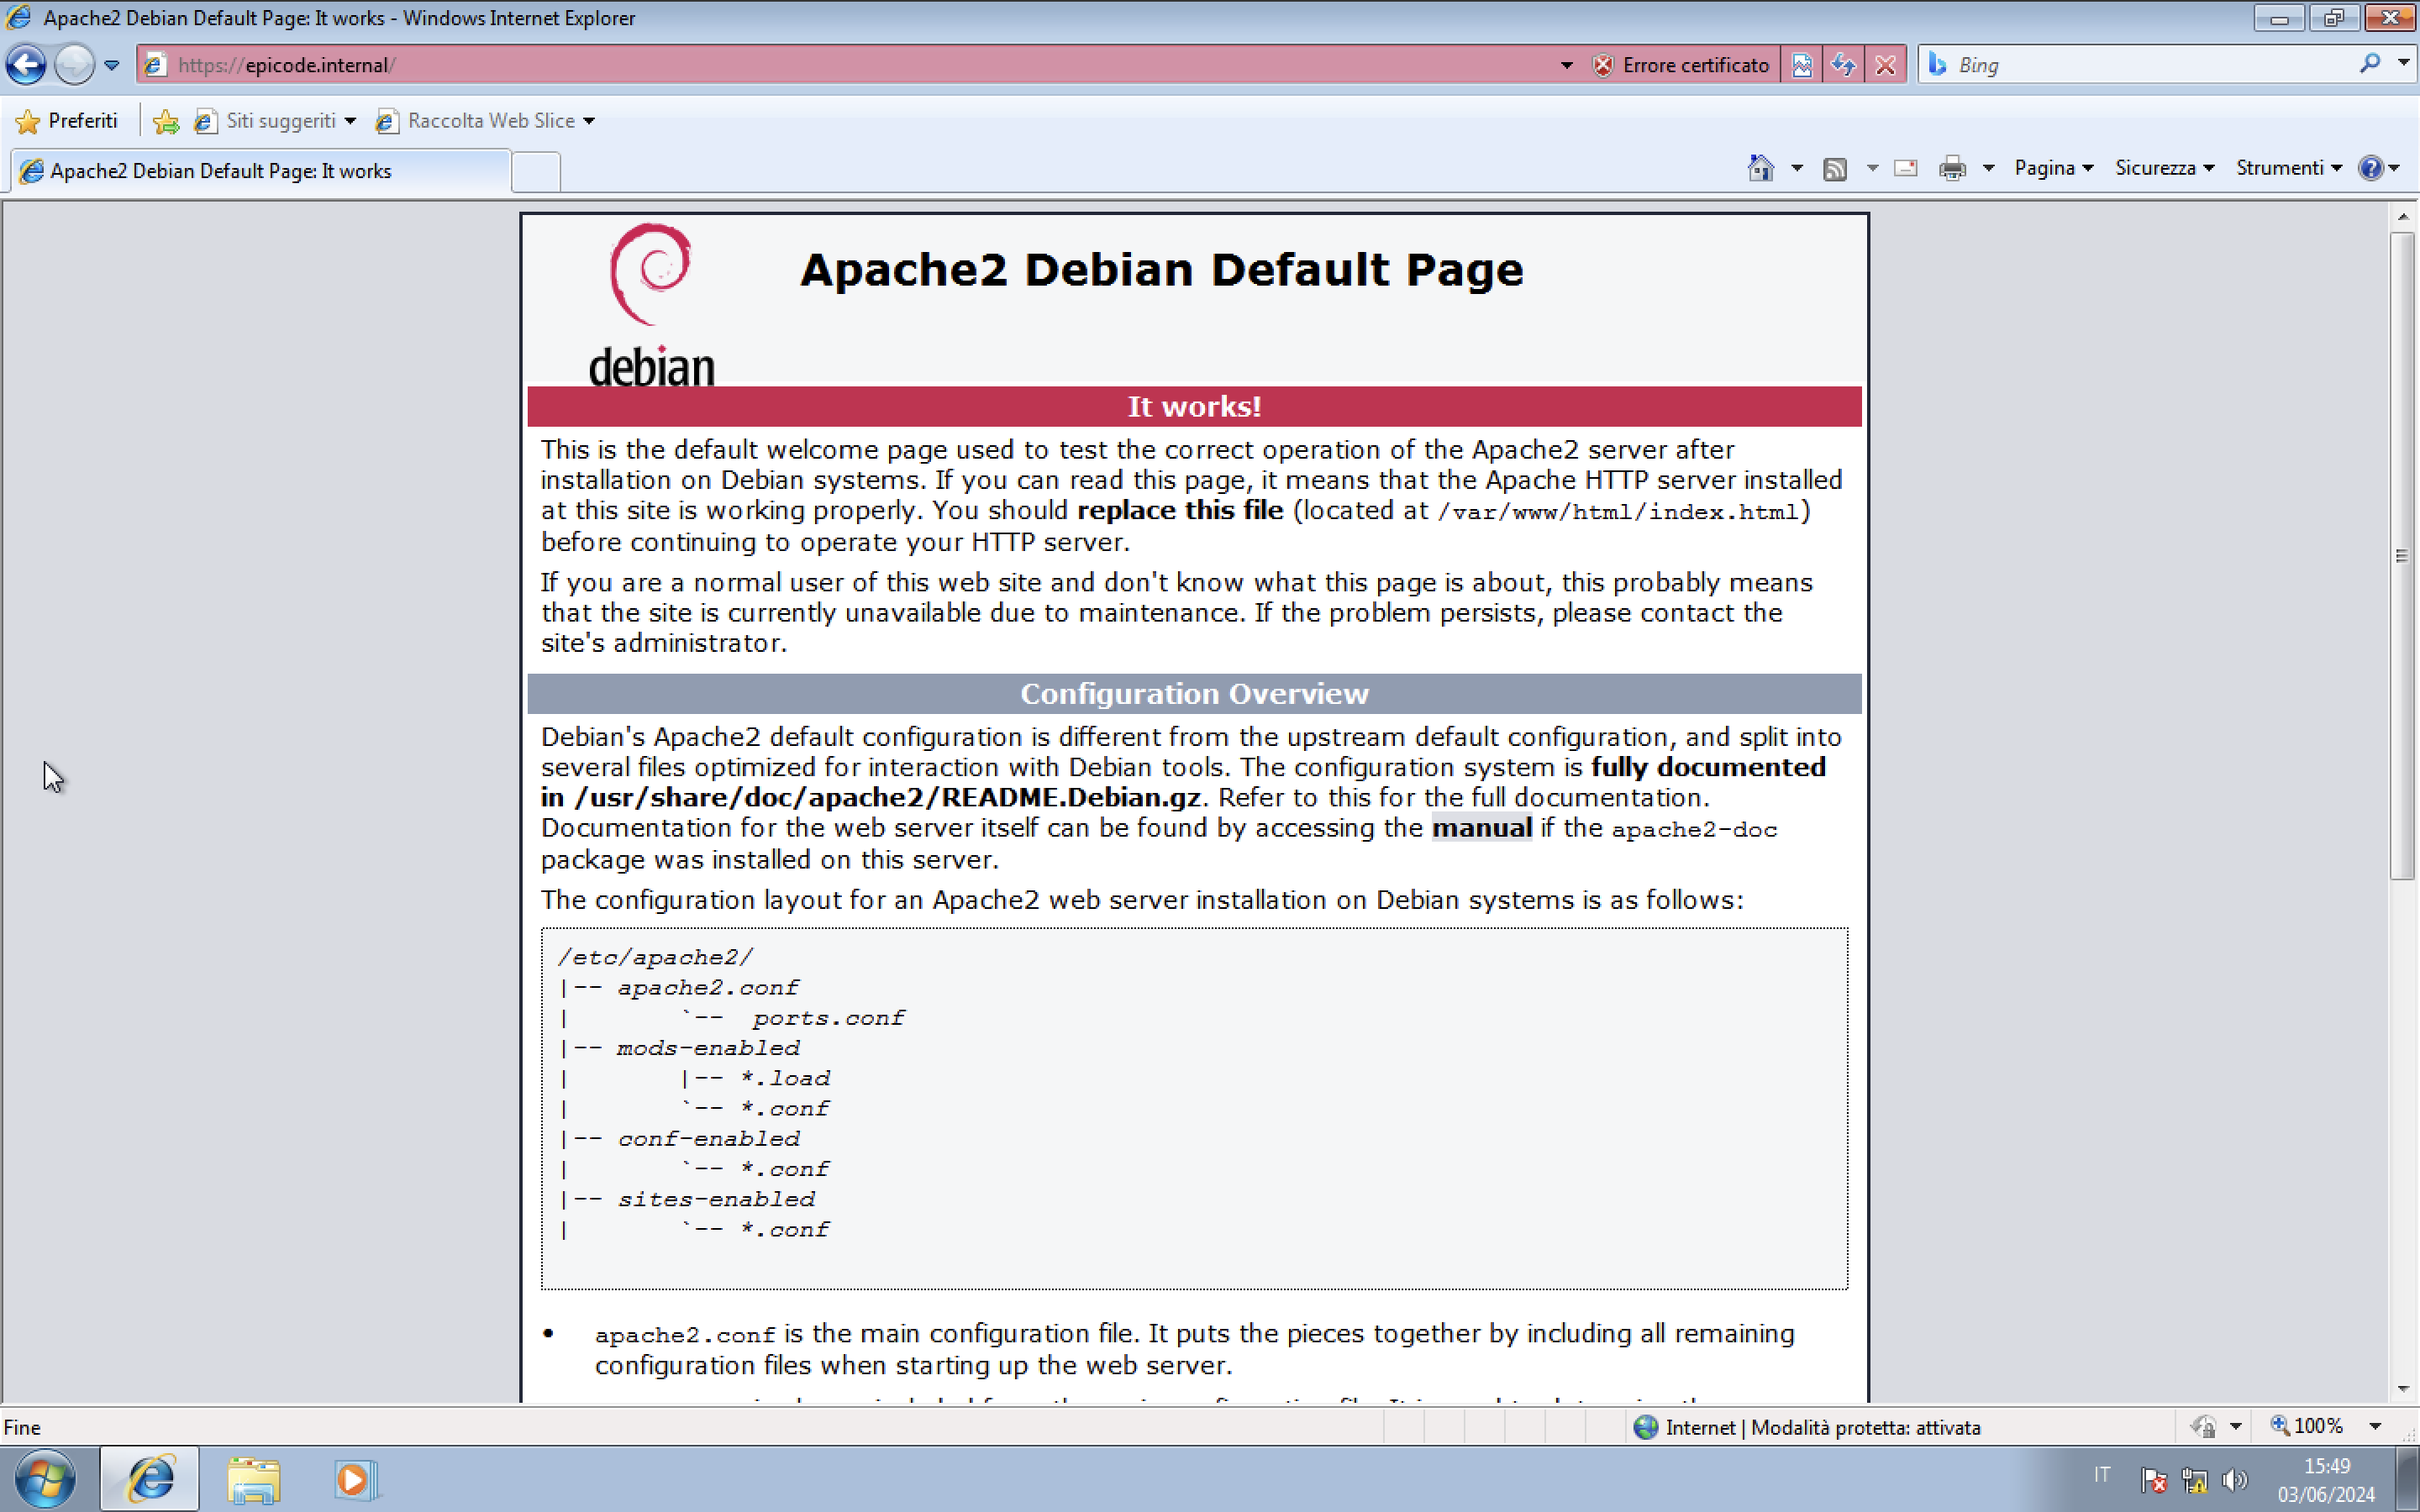 Apache2 Debian Default Page: It works - Windows Internet Explorer
https://epicode.internal/
Errore certificato
Bing
Preferiti
Siti suggeriti
Raccolta Web Slice
Apache2 Debian Default Page: It works
Pagina
Sicurezza
Strumenti
debian
Apache2 Debian Default Page
It works!
This is the default welcome page used to test the correct operation of the Apache2 server after
installation on Debian systems. If you can read this page, it means that the Apache HTTP server installed
at this site is working properly. You should replace this file (located at /var/www/html/index.html)
before continuing to operate your HTTP server.
If you are a normal user of this web site and don't know what this page is about, this probably means
that the site is currently unavailable due to maintenance. If the problem persists, please contact the
site's administrator.
Configuration Overview
Debian's Apache2 default configuration is different from the upstream default configuration, and split into
several files optimized for interaction with Debian tools. The configuration system is fully documented
in /usr/share/doc/apache2/README.Debian.gz. Refer to this for the full documentation.
Documentation for the web server itself can be found by accessing the manual if the apache2-doc
package was installed on this server.
The configuration layout for an Apache2 web server installation on Debian systems is as follows:
/etc/apache2/
|-- apache2.conf
|       `--  ports.conf
|-- mods-enabled
|       |-- *.load
|       `-- *.conf
|-- conf-enabled
|       `-- *.conf
|-- sites-enabled
|       `-- *.conf
• apache2.conf is the main configuration file. It puts the pieces together by including all remaining
configuration files when starting up the web server.
Fine
Internet | Modalità protetta: attivata
100%
IT
15:49
03/06/2024